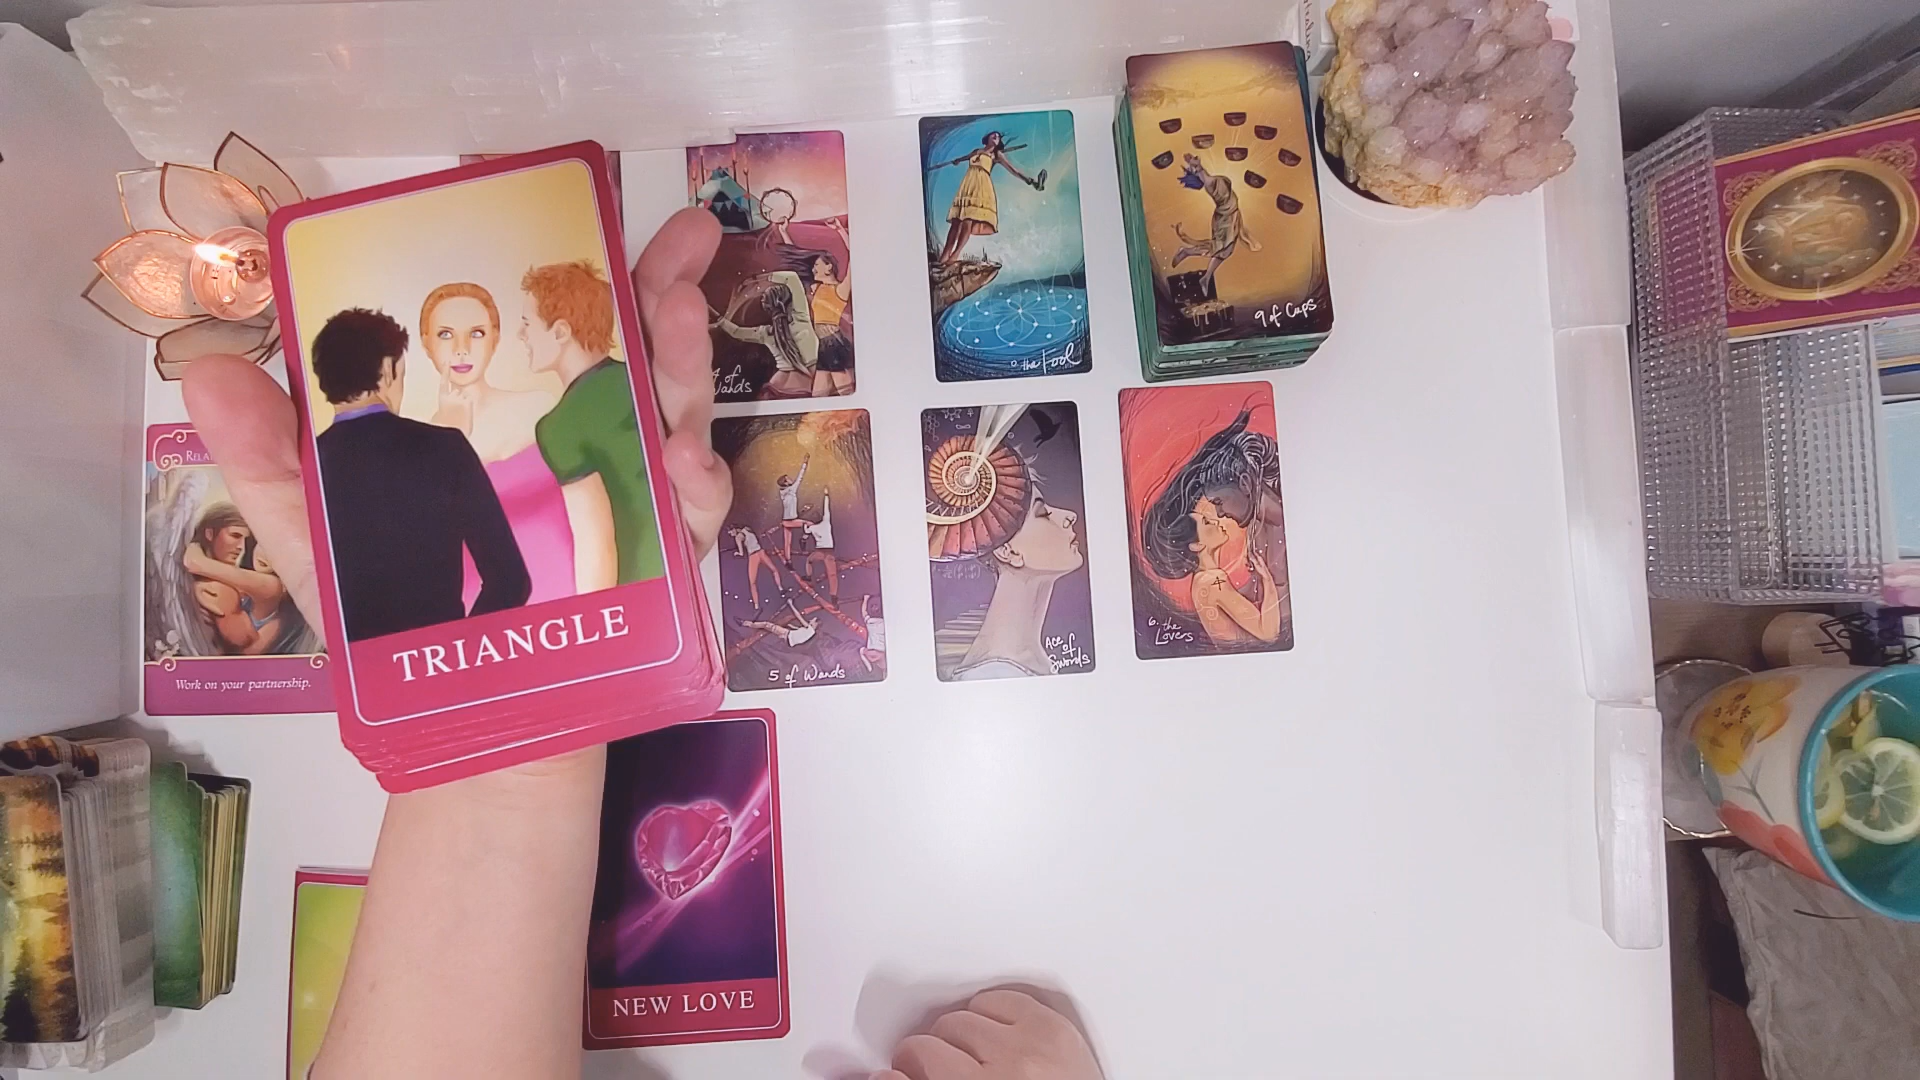 9 of Cups
of
Wands
0. the Fool
TRIANGLE
Work on your partnership.
5 of Wands
Ace
of
Swords
6. the
Lovers
NEW LOVE